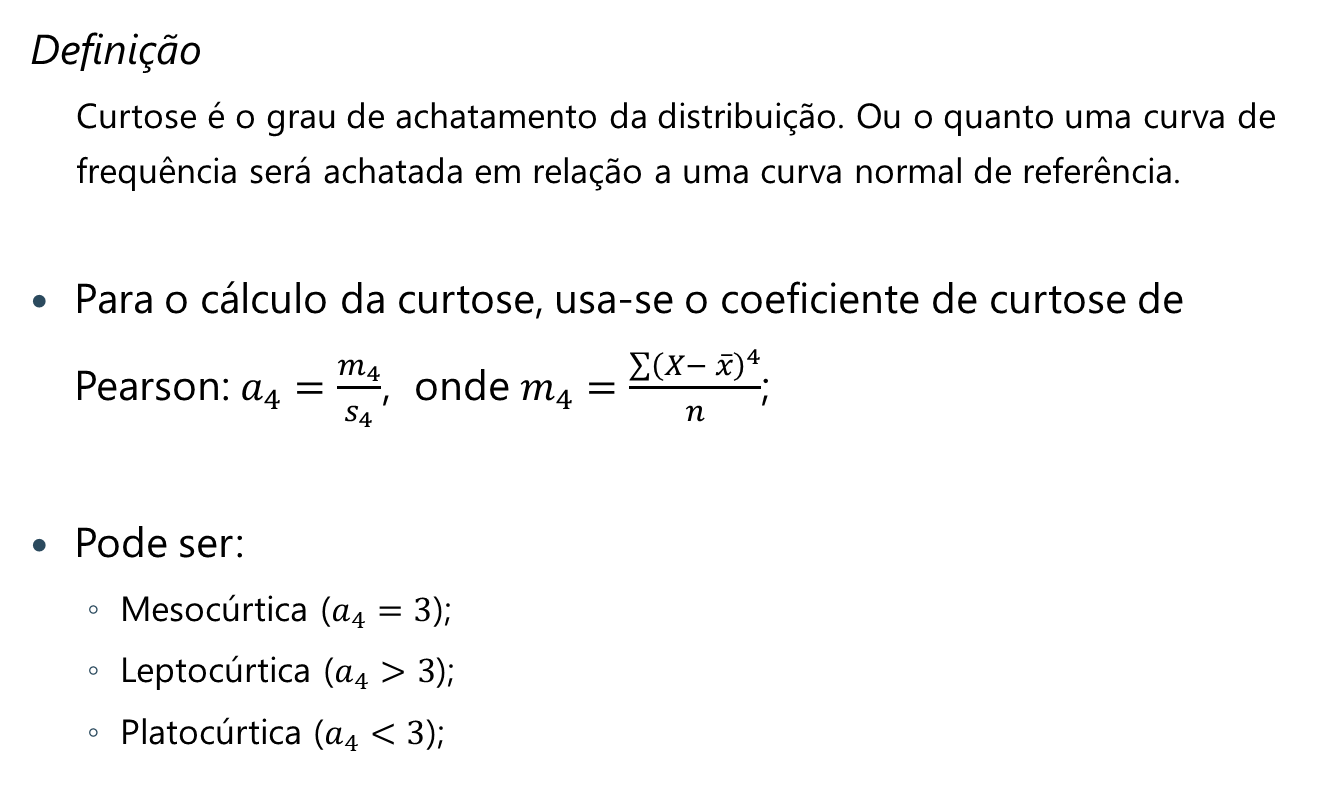 Definição
Curtose é o grau de achatamento da distribuição. Ou o quanto uma curva de
frequência será achatada em relação a uma curva normal de referência.
• Para o cálculo da curtose, usa-se o coeficiente de curtose de
Pearson: a₄ = m₄/s₄, onde m₄ = ∑(X− x̄)⁴/n;
• Pode ser:
◦ Mesocúrtica (a₄ = 3);
◦ Leptocúrtica (a₄ > 3);
◦ Platocúrtica (a₄ < 3);